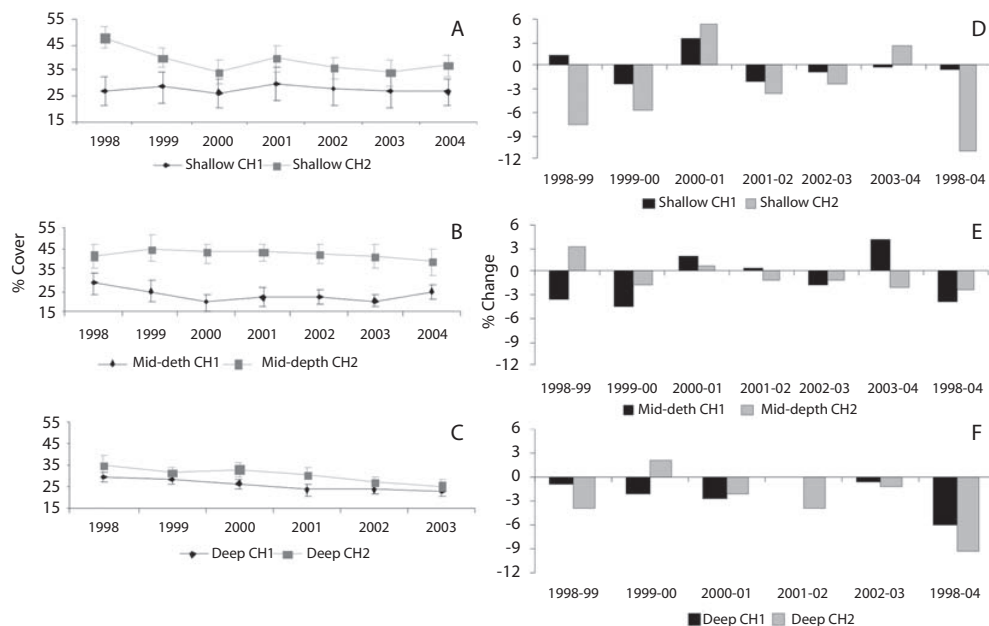 A
55
45
35
25
15
1998 1999 2000 2001 2002 2003 2004
Shallow CH1 Shallow CH2
B
% Cover
55
45
35
25
15
1998 1999 2000 2001 2002 2003 2004
Mid-deth CH1 Mid-depth CH2
C
55
45
35
25
15
1998 1999 2000 2001 2002 2003
Deep CH1 Deep CH2
D
6
3
0
-3
-6
-9
-12
1998-99 1999-00 2000-01 2001-02 2002-03 2003-04 1998-04
Shallow CH1 Shallow CH2
E
% Change
6
3
0
-3
-6
-9
-12
1998-99 1999-00 2000-01 2001-02 2002-03 2003-04 1998-04
Mid-deth CH1 Mid-depth CH2
F
6
3
0
-3
-6
-9
-12
1998-99 1999-00 2000-01 2001-02 2002-03 1998-04
Deep CH1 Deep CH2